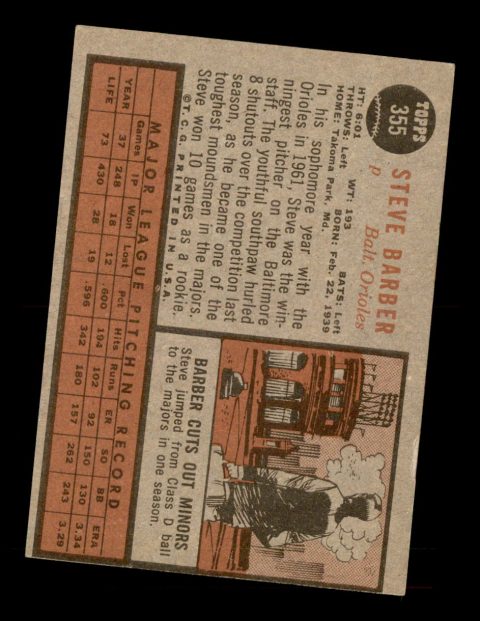 TOPPS
355
STEVE BARBER
P Balt. Orioles
HT: 6:01 WT: 193 BATS: Left
THROWS: Left BORN: Feb. 22, 1939
HOME: Takoma Park, Md.
In his sophomore year with the
Orioles in 1961, Steve was the win-
ningest pitcher on the Baltimore
staff. The youthful southpaw hurled
8 shutouts over the competition last
season, as he became one of the
toughest moundsmen in the majors.
Steve won 10 games as a rookie.
©T.C.G. PRINTED IN U.S.A.
BARBER CUTS OUT MINORS
Steve jumped from Class D ball
to the majors in one season.
MAJOR LEAGUE PITCHING RECORD
Games IP Won Lost Pct Hits Runs ER SO BB ERA
YEAR 37 248 18 12 .600 194 102 92 150 130 3.34
LIFE 73 430 28 19 .596 342 180 157 262 243 3.29